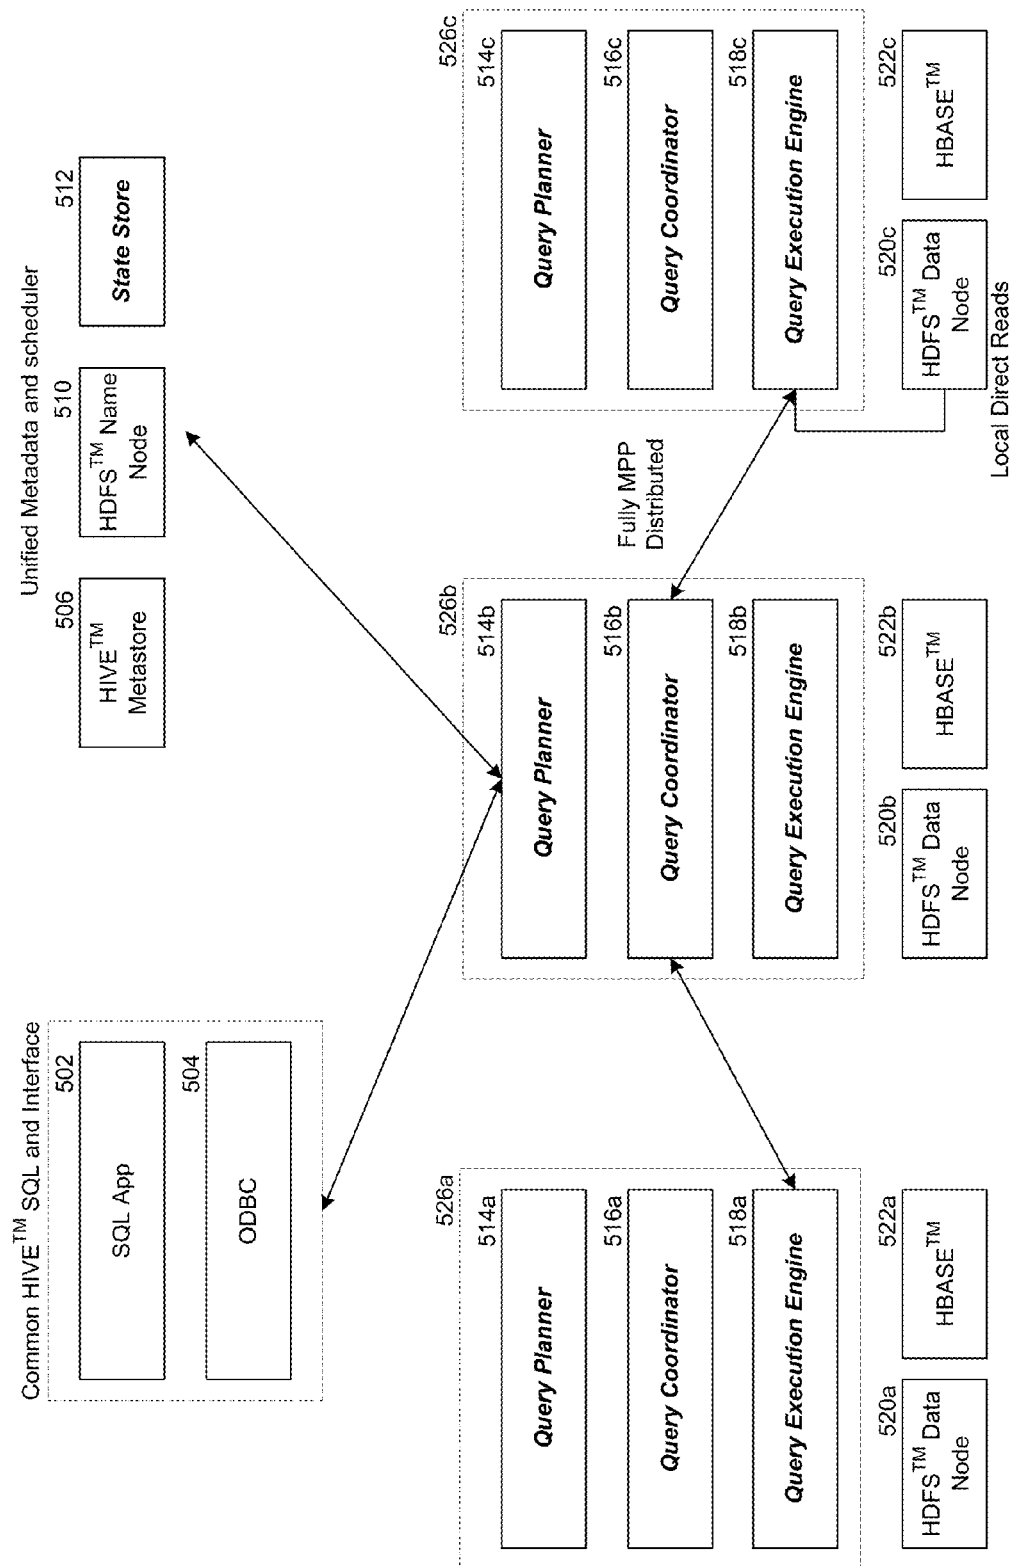 Common HIVE™ SQL and Interface
502
SQL App
504
ODBC
Unified Metadata and scheduler
506
HIVE™
Metastore
510
HDFS™ Name
Node
512
State Store
526a
514a
Query Planner
516a
Query Coordinator
518a
Query Execution Engine
520a
HDFS™ Data
Node
522a
HBASE™
526b
514b
Query Planner
516b
Query Coordinator
518b
Query Execution Engine
520b
HDFS™ Data
Node
522b
HBASE™
Fully MPP
Distributed
526c
514c
Query Planner
516c
Query Coordinator
518c
Query Execution Engine
520c
HDFS™ Data
Node
522c
HBASE™
Local Direct Reads